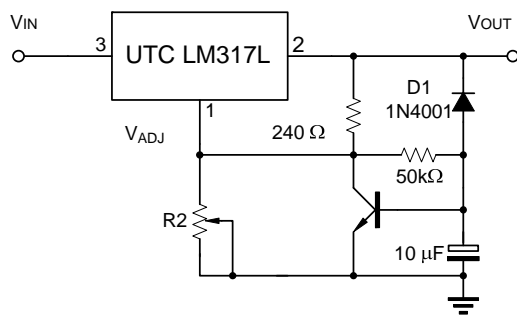 VIN
VOUT
3
UTC LM317L
2
D1
1N4001
1
VADJ
240 Ω
50kΩ
R2
10 μF